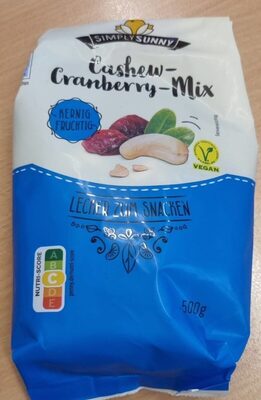 SIMPLY SUNNY
Cashew-
Cranberry-Mix
KERNIG
FRUCHTIG
VEGAN
LECKER ZUM SNACKEN
NUTRI-SCORE
A
B
C
D
E
500g